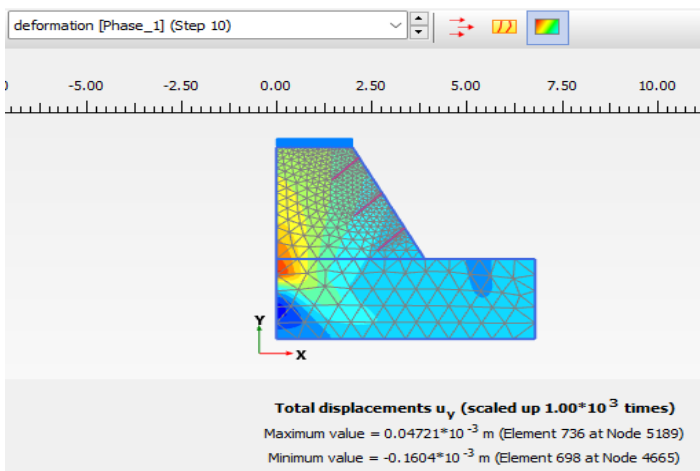 deformation [Phase_1] (Step 10)
-5.00 -2.50 0.00 2.50 5.00 7.50 10.00
Y
X
Total displacements uy (scaled up 1.00*10 3 times)
Maximum value = 0.04721*10 -3 m (Element 736 at Node 5189)
Minimum value = -0.1604*10 -3 m (Element 698 at Node 4665)